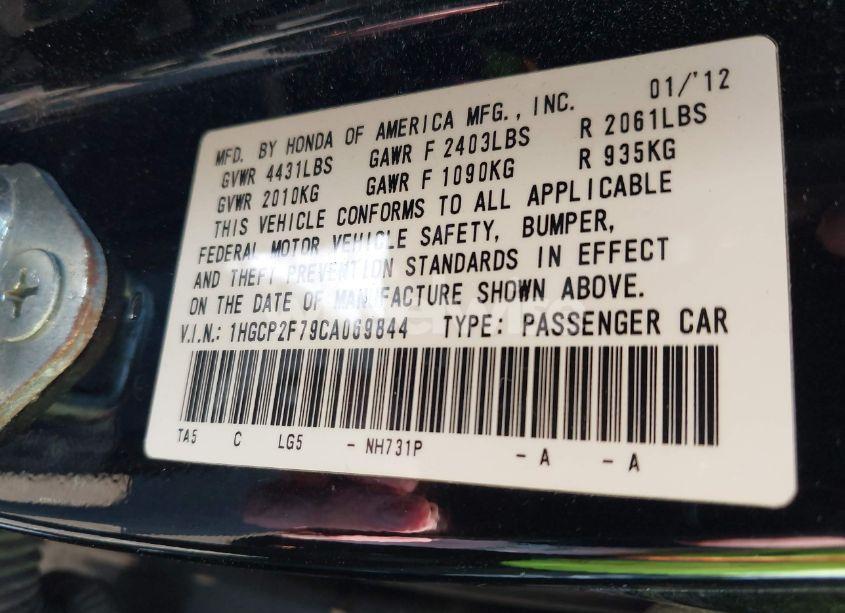 MFD. BY HONDA OF AMERICA MFG., INC. 01/'12
GVWR 4431LBS GAWR F 2403LBS R 2061LBS
GVWR 2010KG GAWR F 1090KG R 935KG
THIS VEHICLE CONFORMS TO ALL APPLICABLE
FEDERAL MOTOR VEHICLE SAFETY, BUMPER,
AND THEFT PREVENTION STANDARDS IN EFFECT
ON THE DATE OF MANUFACTURE SHOWN ABOVE.
V.I.N.: 1HGCP2F79CA069844 TYPE: PASSENGER CAR
TA5 C LG5 - NH731P - A - A